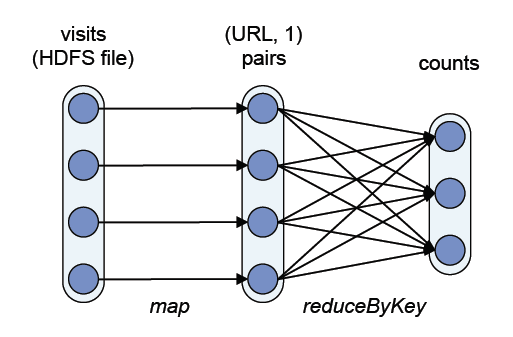 visits
(HDFS file)
(URL, 1)
pairs
counts
map
reduceByKey